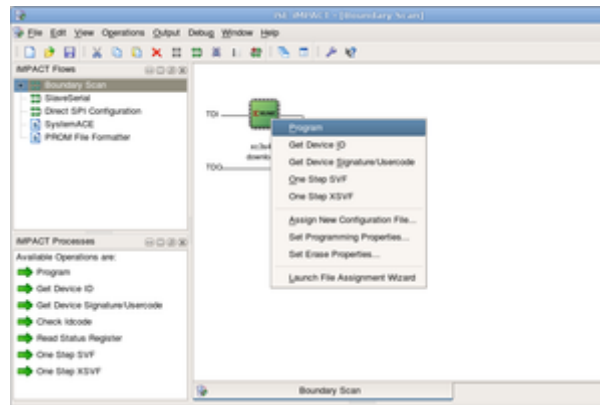 ISE iMPACT - [Boundary Scan]
File Edit View Operations Output Debug Window Help
iMPACT Flows
Boundary Scan
SlaveSerial
Direct SPI Configuration
SystemACE
PROM File Formatter
TDI
TDO
Program
Get Device ID
Get Device Signature/Usercode
One Step SVF
One Step XSVF
Assign New Configuration File...
Set Programming Properties...
Set Erase Properties...
Launch File Assignment Wizard
iMPACT Processes
Available Operations are:
Program
Get Device ID
Get Device Signature/Usercode
Check Idcode
Read Status Register
One Step SVF
One Step XSVF
Boundary Scan